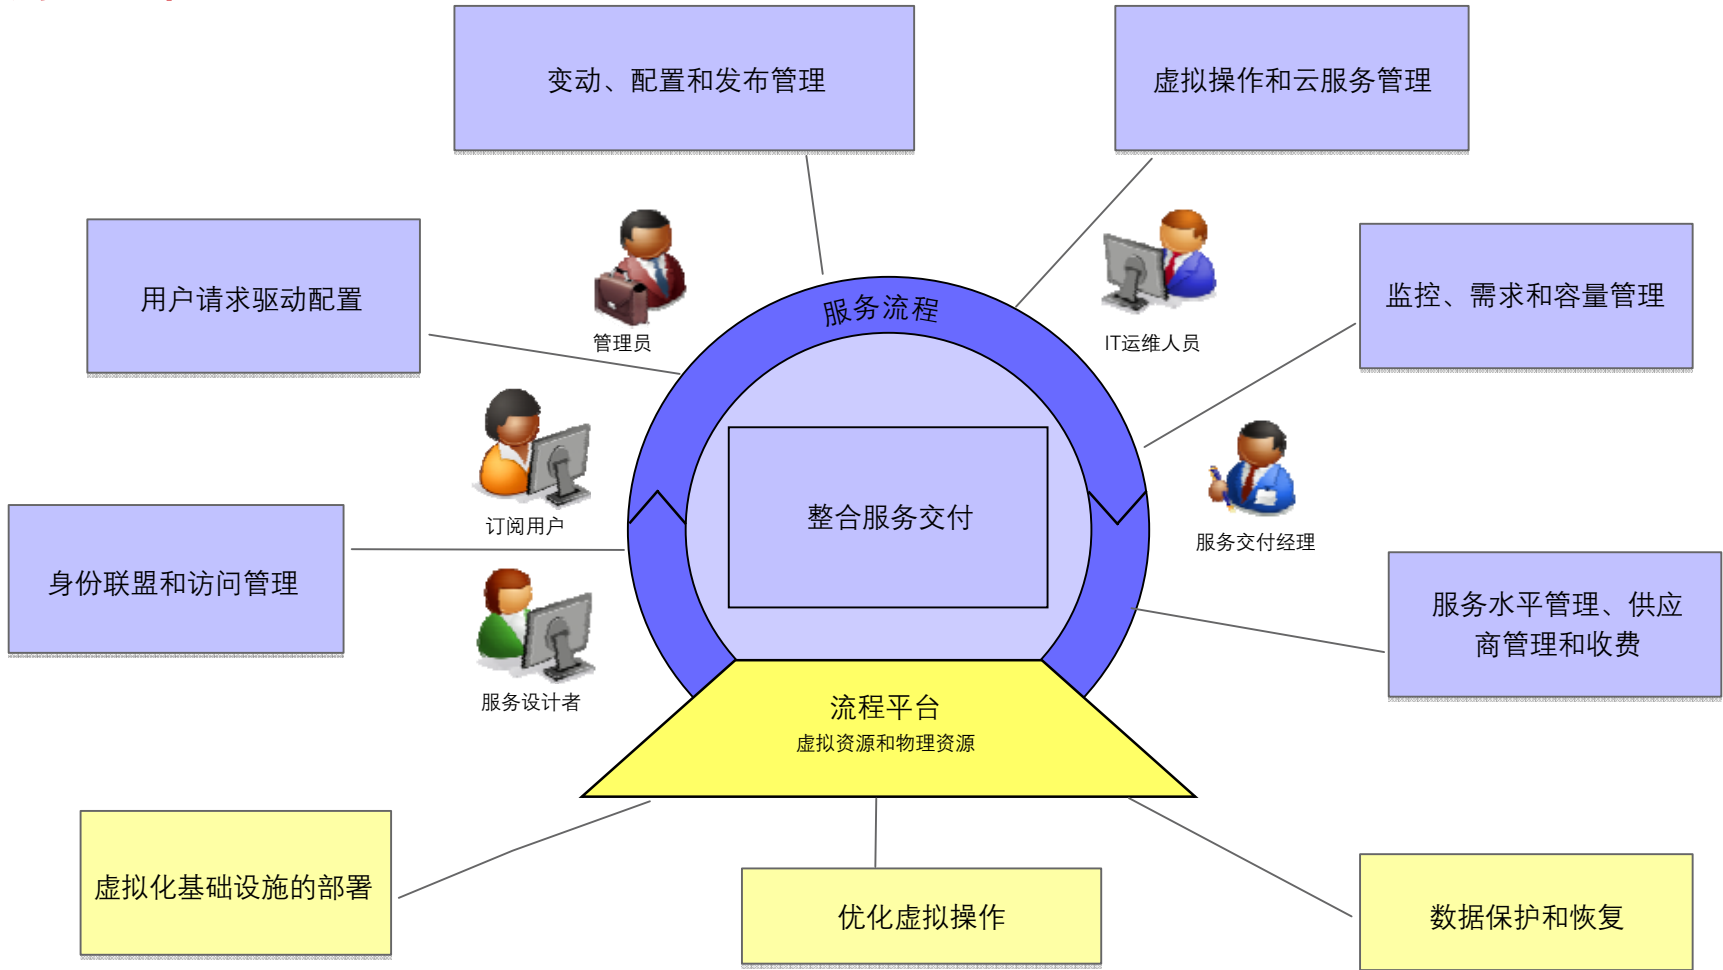 变动、配置和发布管理
虚拟操作和云服务管理
用户请求驱动配置
管理员
服务流程
IT运维人员
监控、需求和容量管理
订阅用户
整合服务交付
服务交付经理
身份联盟和访问管理
服务设计者
服务水平管理、供应
商管理和收费
流程平台
虚拟资源和物理资源
虚拟化基础设施的部署
优化虚拟操作
数据保护和恢复